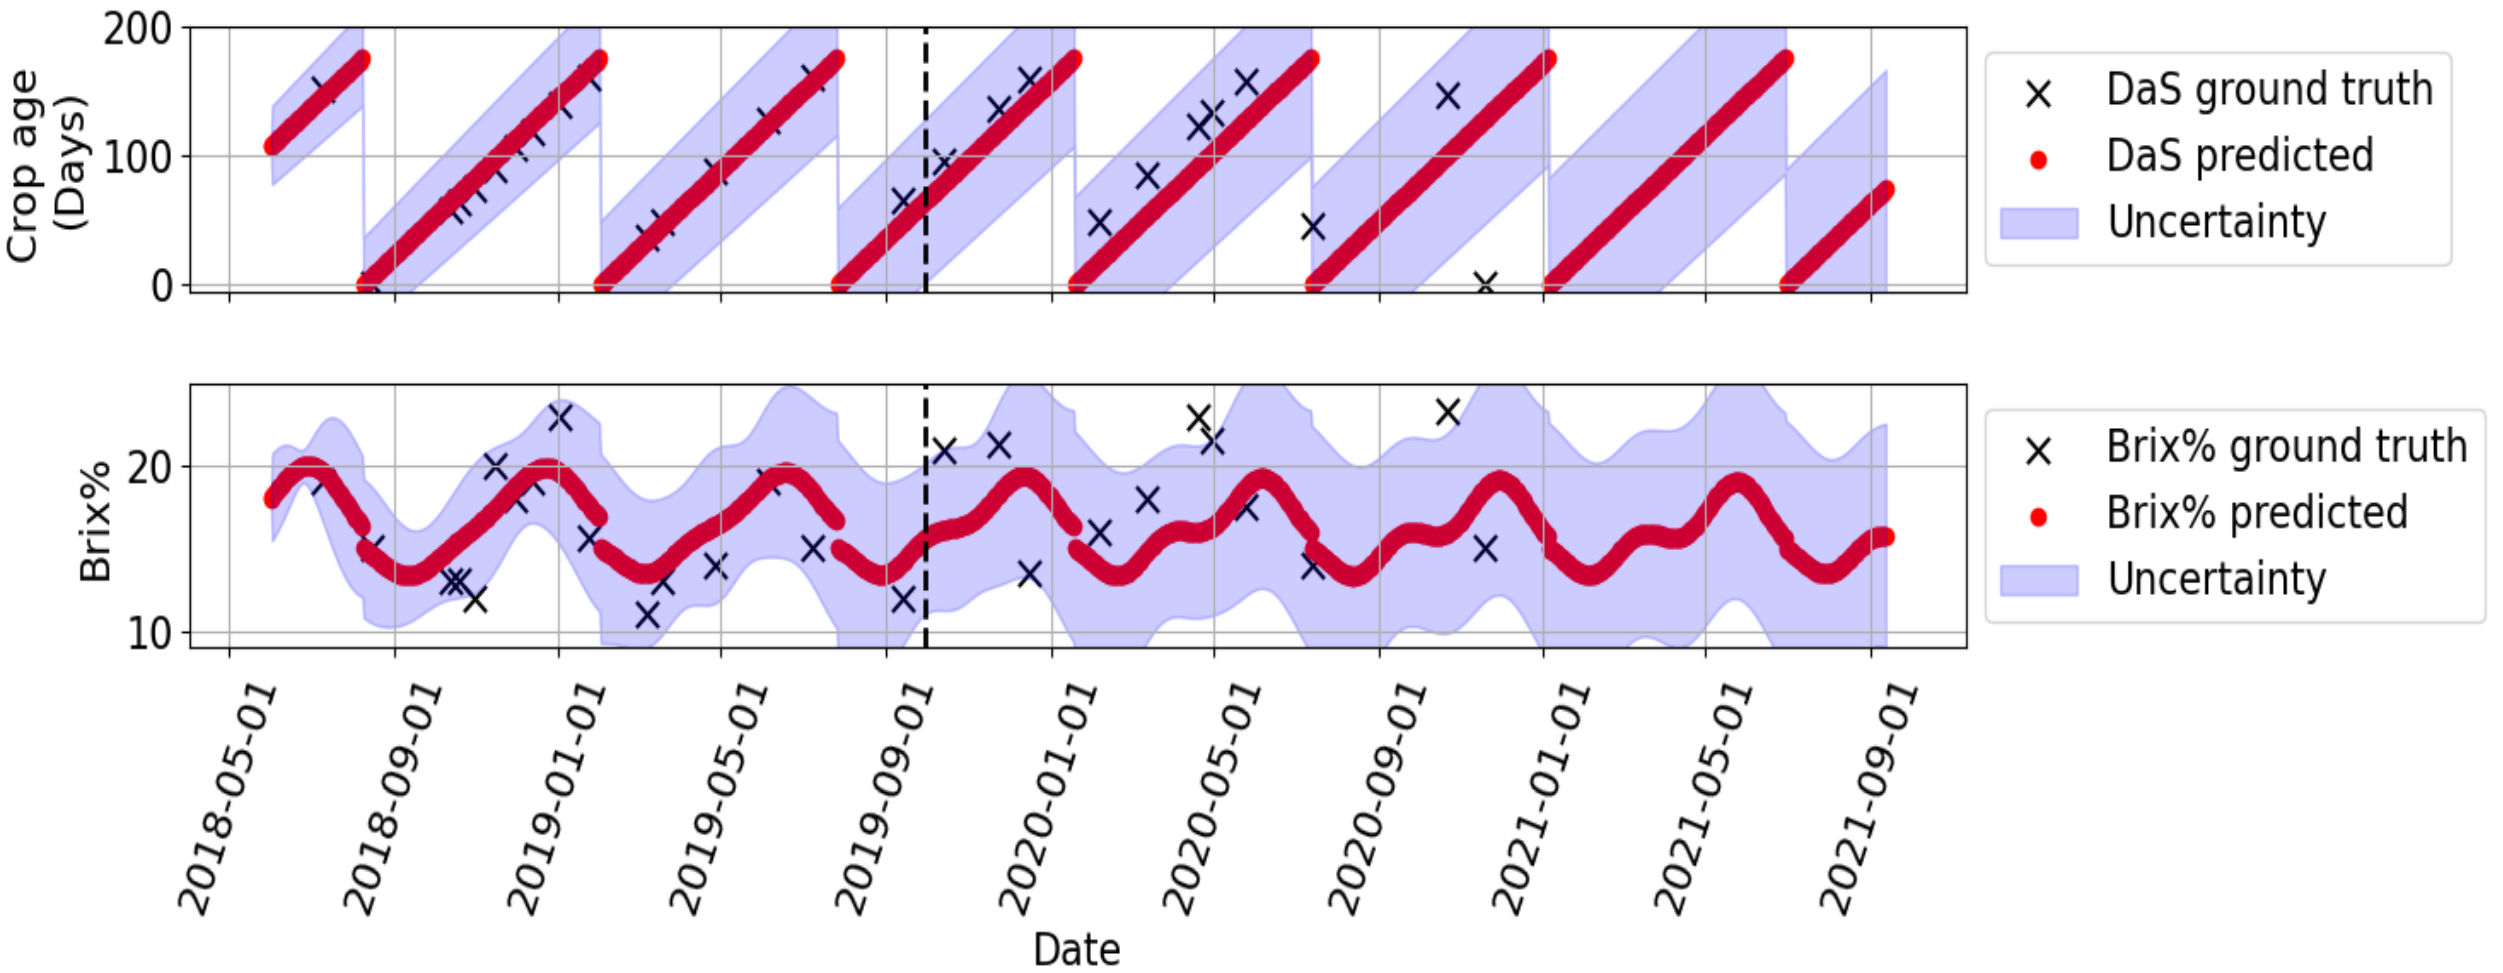 Crop age
(Days)
200
100
0
DaS ground truth
DaS predicted
Uncertainty
Brix%
20
10
Brix% ground truth
Brix% predicted
Uncertainty
2018-05-01
2018-09-01
2019-01-01
2019-05-01
2019-09-01
2020-01-01
2020-05-01
2020-09-01
2021-01-01
2021-05-01
2021-09-01
Date